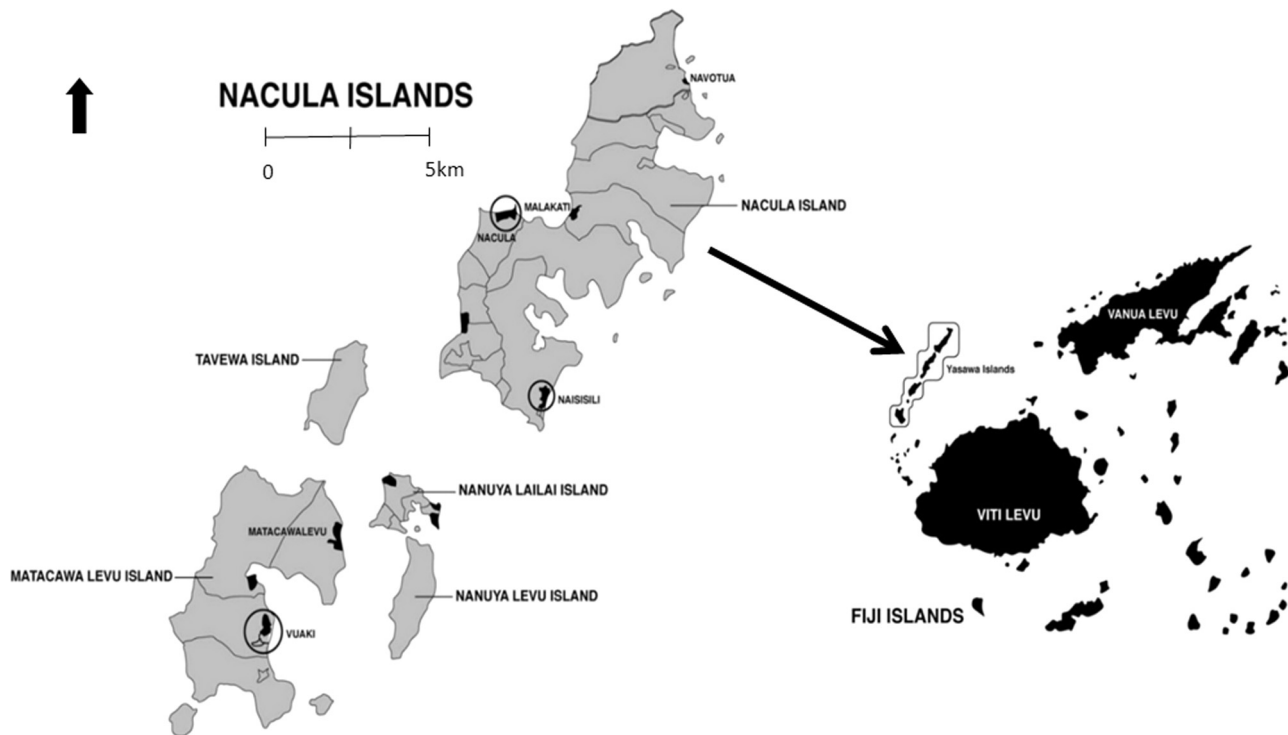 NACULA ISLANDS
0
5km
NAVOTUA
NACULA ISLAND
MALAKATI
NACULA
TAVEWA ISLAND
NAISISILI
NANUYA LAILAI ISLAND
MATACAWALEVU
MATACAWA LEVU ISLAND
NANUYA LEVU ISLAND
VUAKI
VANUA LEVU
Yasawa Islands
VITI LEVU
FIJI ISLANDS